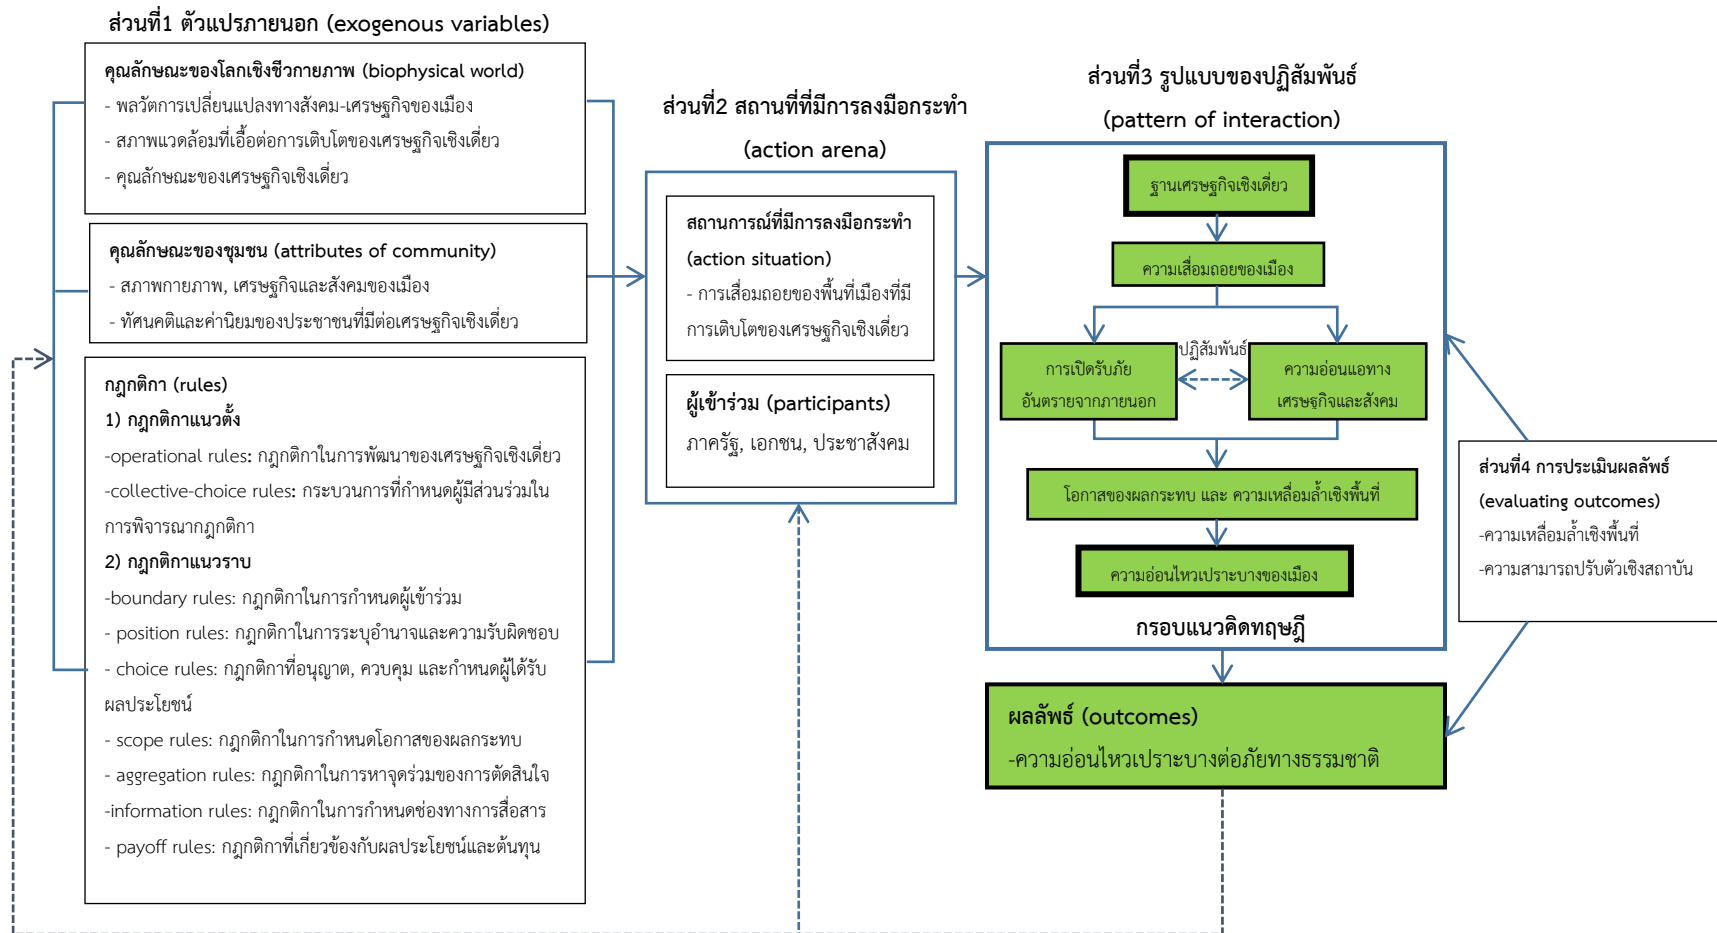 ส่วนที่1 ตัวแปรภายนอก (exogenous variables)
คุณลักษณะของโลกเชิงชีวกายภาพ (biophysical world)
- พลวัตการเปลี่ยนแปลงทางสังคม-เศรษฐกิจของเมือง
- สภาพแวดล้อมที่เอื้อต่อการเติบโตของเศรษฐกิจเชิงเดี่ยว
- คุณลักษณะของเศรษฐกิจเชิงเดี่ยว
คุณลักษณะของชุมชน (attributes of community)
- สภาพกายภาพ, เศรษฐกิจและสังคมของเมือง
- ทัศนคติและค่านิยมของประชาชนที่มีต่อเศรษฐกิจเชิงเดี่ยว
กฎกติกา (rules)
1) กฎกติกาแนวตั้ง
-operational rules: กฎกติกาในการพัฒนาของเศรษฐกิจเชิงเดี่ยว
-collective-choice rules: กระบวนการที่กำหนดผู้มีส่วนร่วมใน
การพิจารณากฎกติกา
2) กฎกติกาแนวราบ
-boundary rules: กฎกติกาในการกำหนดผู้เข้าร่วม
- position rules: กฎกติกาในการระบุอำนาจและความรับผิดชอบ
- choice rules: กฎกติกาที่อนุญาต, ควบคุม และกำหนดผู้ได้รับ
ผลประโยชน์
- scope rules: กฎกติกาในการกำหนดโอกาสของผลกระทบ
- aggregation rules: กฎกติกาในการหาจุดร่วมของการตัดสินใจ
-information rules: กฎกติกาในการกำหนดช่องทางการสื่อสาร
- payoff rules: กฎกติกาที่เกี่ยวข้องกับผลประโยชน์และต้นทุน
ส่วนที่2 สถานที่ที่มีการลงมือกระทำ
(action arena)
สถานการณ์ที่มีการลงมือกระทำ
(action situation)
- การเสื่อมถอยของพื้นที่เมืองที่มี
การเติบโตของเศรษฐกิจเชิงเดี่ยว
ผู้เข้าร่วม (participants)
ภาครัฐ, เอกชน, ประชาสังคม
ส่วนที่3 รูปแบบของปฏิสัมพันธ์
(pattern of interaction)
ฐานเศรษฐกิจเชิงเดี่ยว
ความเสื่อมถอยของเมือง
ปฏิสัมพันธ์
การเปิดรับภัย
อันตรายจากภายนอก
ความอ่อนแอทาง
เศรษฐกิจและสังคม
โอกาสของผลกระทบ และ ความเหลื่อมล้ำเชิงพื้นที่
ความอ่อนไหวเปราะบางของเมือง
กรอบแนวคิดทฤษฎี
ผลลัพธ์ (outcomes)
-ความอ่อนไหวเปราะบางต่อภัยทางธรรมชาติ
ส่วนที่4 การประเมินผลลัพธ์
(evaluating outcomes)
-ความเหลื่อมล้ำเชิงพื้นที่
-ความสามารถปรับตัวเชิงสถาบัน